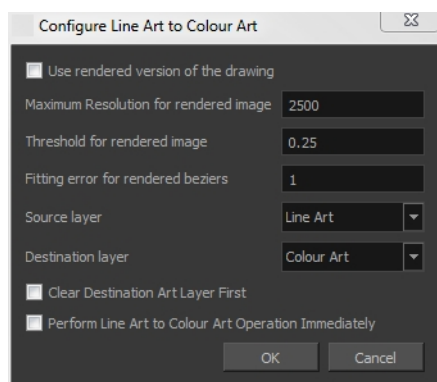 Configure Line Art to Colour Art
Use rendered version of the drawing
Maximum Resolution for rendered image 2500
Threshold for rendered image 0.25
Fitting error for rendered beziers 1
Source layer Line Art
Destination layer Colour Art
Clear Destination Art Layer First
Perform Line Art to Colour Art Operation Immediately
OK Cancel